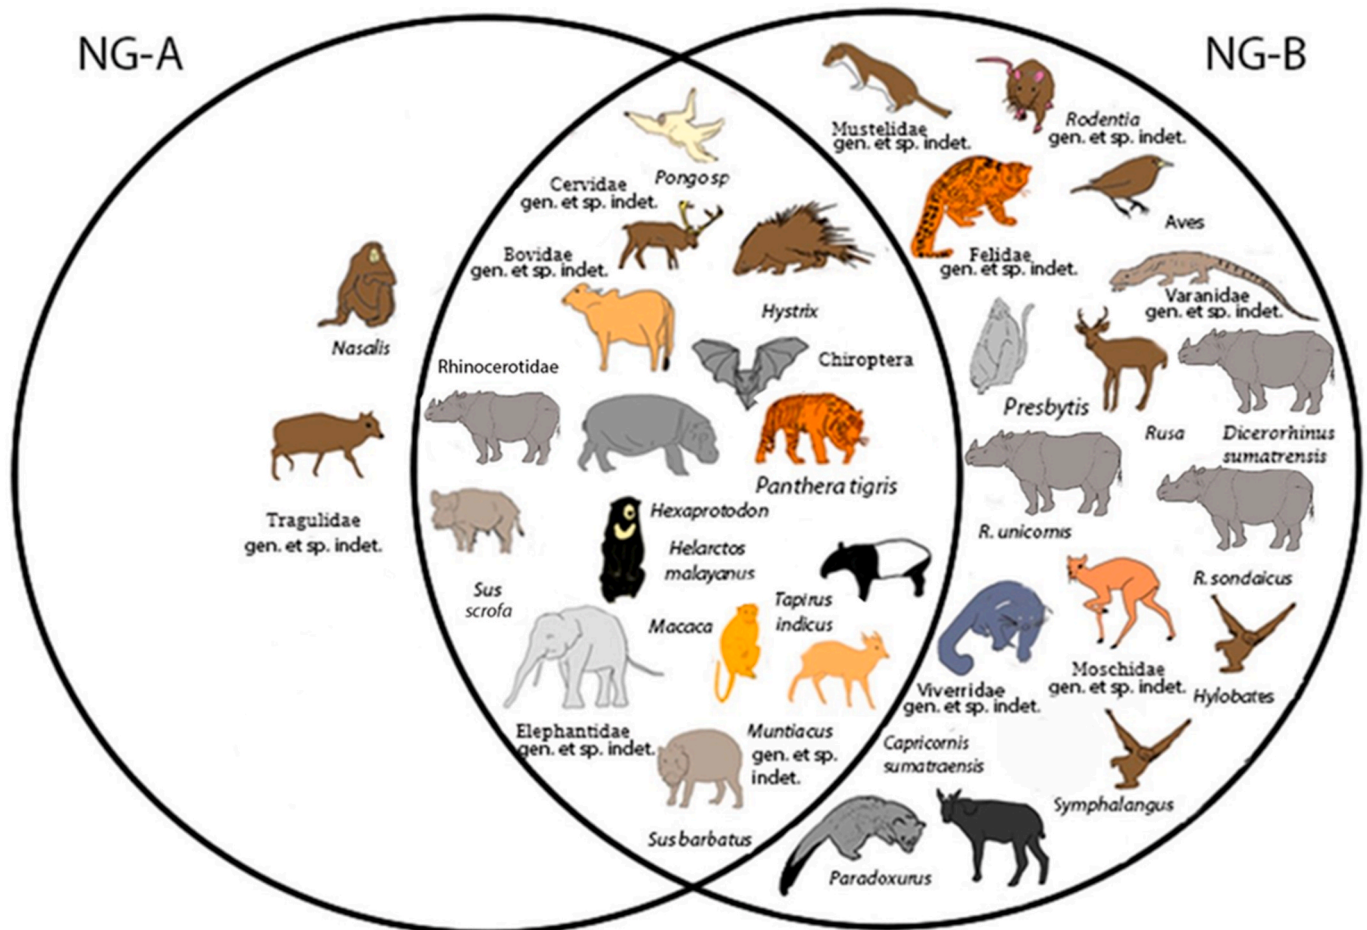 NG-A
NG-B
Mustelidae
gen. et sp. indet.
Rodentia
gen. et sp. indet.
Pongo sp
Cervidae
gen. et sp. indet.
Aves
Bovidae
gen. et sp. indet.
Felidae
gen. et sp. indet.
Varanidae
gen. et sp. indet.
Hystrix
Nasalis
Rhinocerotidae
Chiroptera
Presbytis
Rusa
Dicerorhinus
sumatrensis
Panthera tigris
Hexaprotodon
Tragulidae
gen. et sp. indet.
R. unicornis
Helarctos
malayanus
R. sondaicus
Sus
scrofa
Macaca
Tapirus
indicus
Viverridae
gen. et sp. indet.
Moschidae
gen. et sp. indet.
Hylobates
Elephantidae
gen. et sp. indet.
Muntiacus
gen. et sp.
indet.
Capricornis
sumatraensis
Symphalangus
Sus barbatus
Paradoxurus